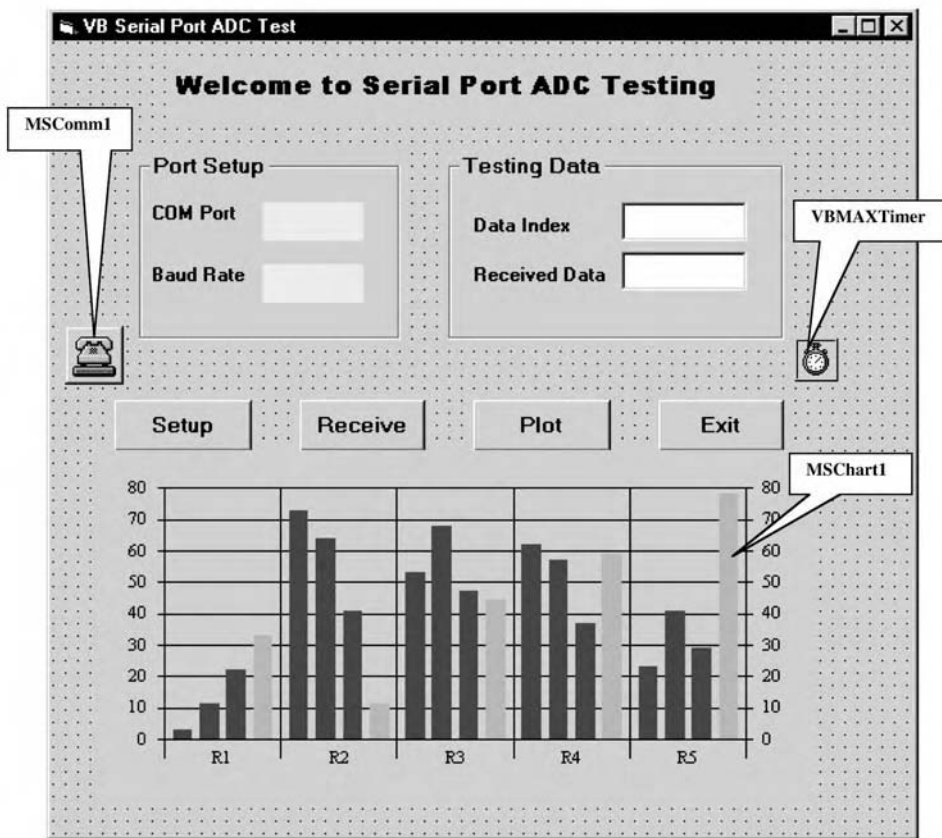 VB Serial Port ADC Test
Welcome to Serial Port ADC Testing
MSComm1
Port Setup
Testing Data
COM Port
Data Index
VBMAXTimer
Baud Rate
Received Data
Setup
Receive
Plot
Exit
MSChart1
80
70
60
50
40
30
20
10
0
80
70
60
50
40
30
20
10
0
R1 R2 R3 R4 R5